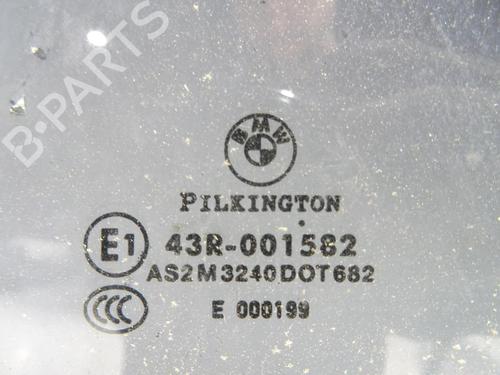 B-PARTS
BMW
PILKINGTON
E1 43R-001582
AS2M3240DOT682
CCC E 000199